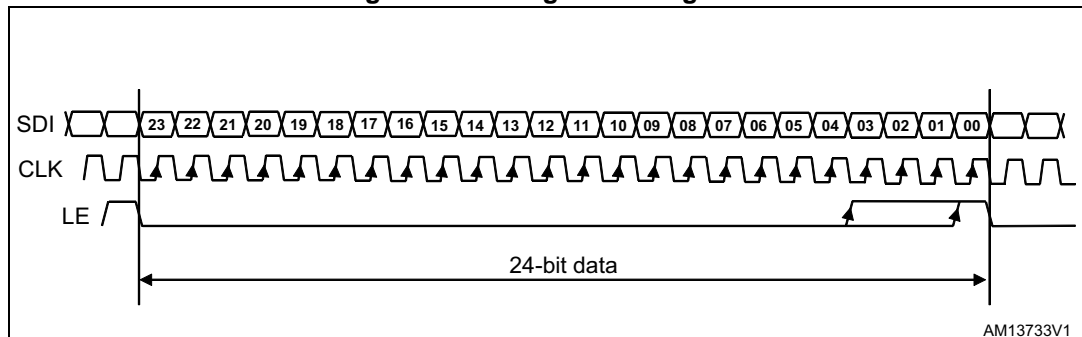 SDI 23 22 21 20 19 18 17 16 15 14 13 12 11 10 09 08 07 06 05 04 03 02 01 00
CLK
LE
24-bit data
AM13733V1